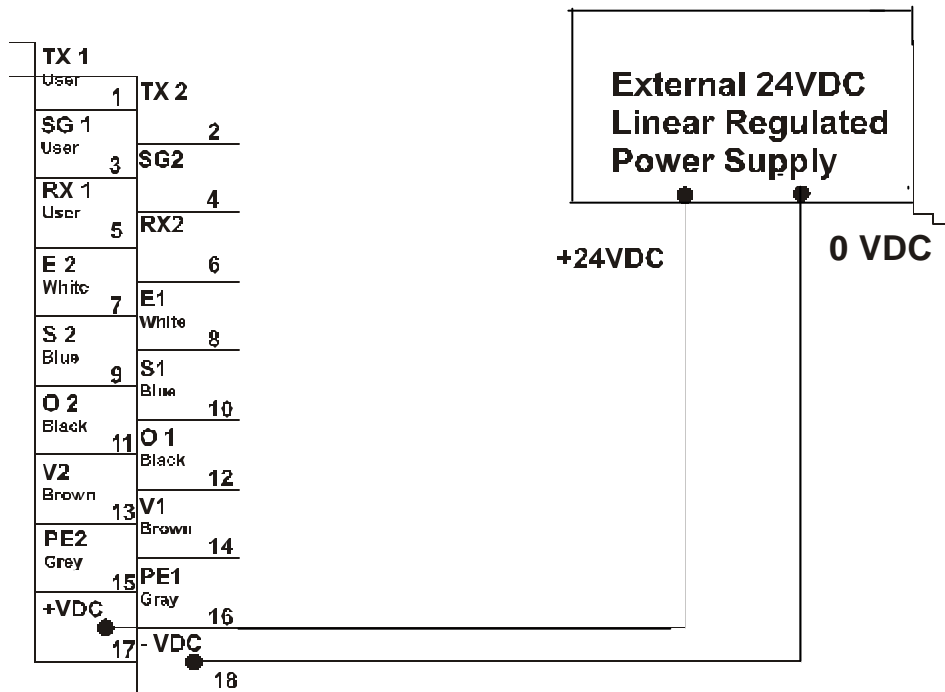 TX 1
User
1
TX 2
2
SG 1
User
3
SG2
4
RX 1
User
5
RX2
6
E 2
White
7
E1
White
8
S 2
Blue
9
S1
Blue
10
O 2
Black
11
O 1
Black
12
V2
Brown
13
V1
Brown
14
PE2
Grey
15
PE1
Gray
16
+VDC
17
- VDC
18
External 24VDC
Linear Regulated
Power Supply
+24VDC
0 VDC